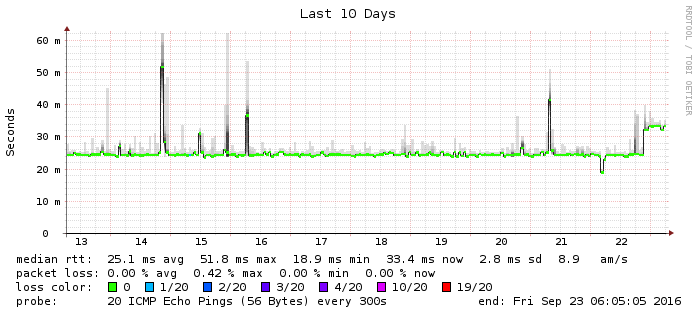 Last 10 Days
RRDTOOL / TOBI OETIKER
Seconds
60 m
50 m
40 m
30 m
20 m
10 m
0
13 14 15 16 17 18 19 20 21 22
median rtt: 25.1 ms avg 51.8 ms max 18.9 ms min 33.4 ms now 2.8 ms sd 8.9 am/s
packet loss: 0.00 % avg 0.42 % max 0.00 % min 0.00 % now
loss color: 0 1/20 2/20 3/20 4/20 10/20 19/20
probe: 20 ICMP Echo Pings (56 Bytes) every 300s end: Fri Sep 23 06:05:05 2016